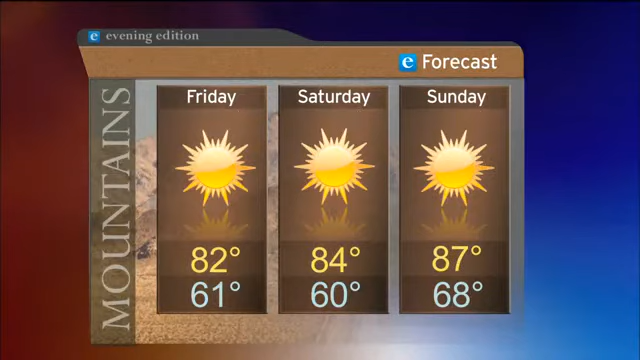 e evening edition
e Forecast
MOUNTAINS
Friday Saturday Sunday
82° 84° 87°
61° 60° 68°